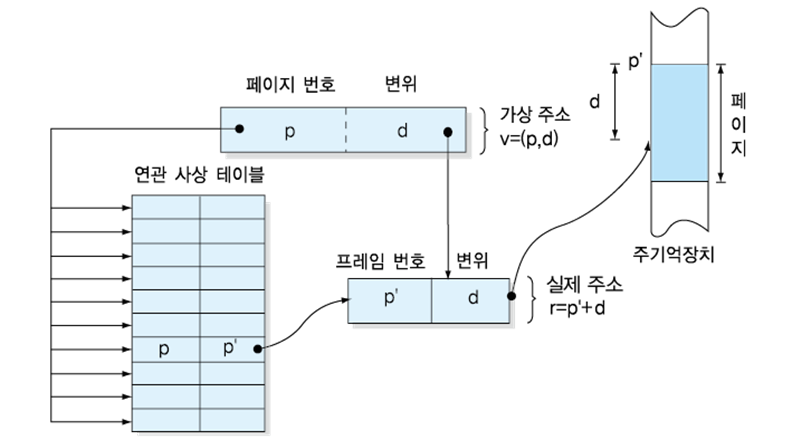 페이지 번호
변위
p
d
가상 주소
v=(p,d)
연관 사상 테이블
p
p'
프레임 번호
변위
p'
d
실제 주소
r=p'+d
p'
d
페이지
주기억장치